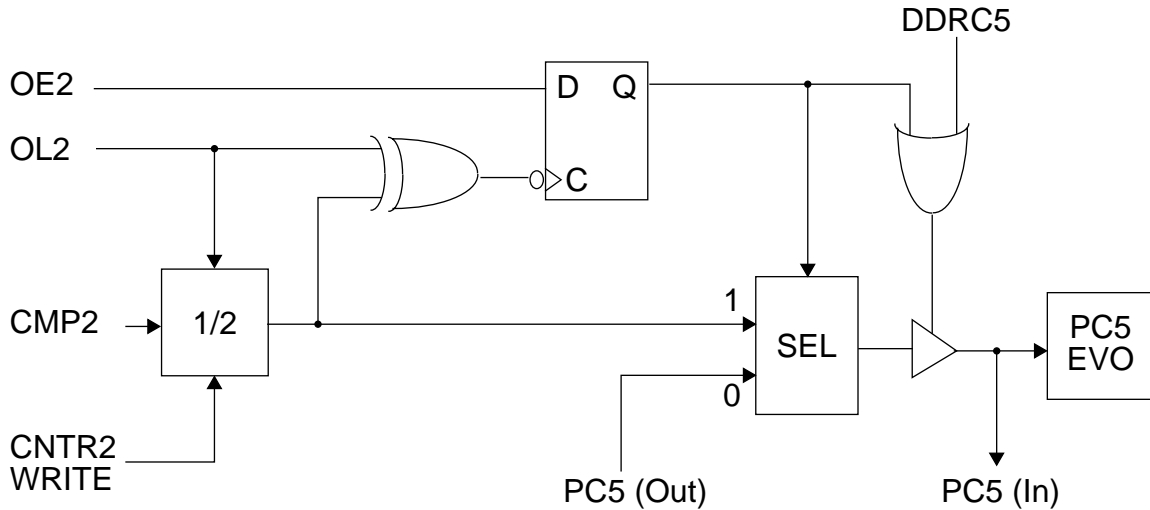 DDRC5
OE2
D Q
OL2
C
CMP2
1/2
1
SEL
PC5
EVO
0
CNTR2
WRITE
PC5 (Out)
PC5 (In)